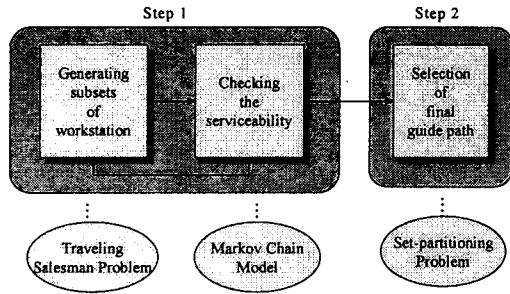 Step 1
Step 2
Generating
subsets
of
workstation
Checking
the
serviceability
Selection
of
final
guide path
Traveling
Salesman Problem
Markov Chain
Model
Set-partitioning
Problem